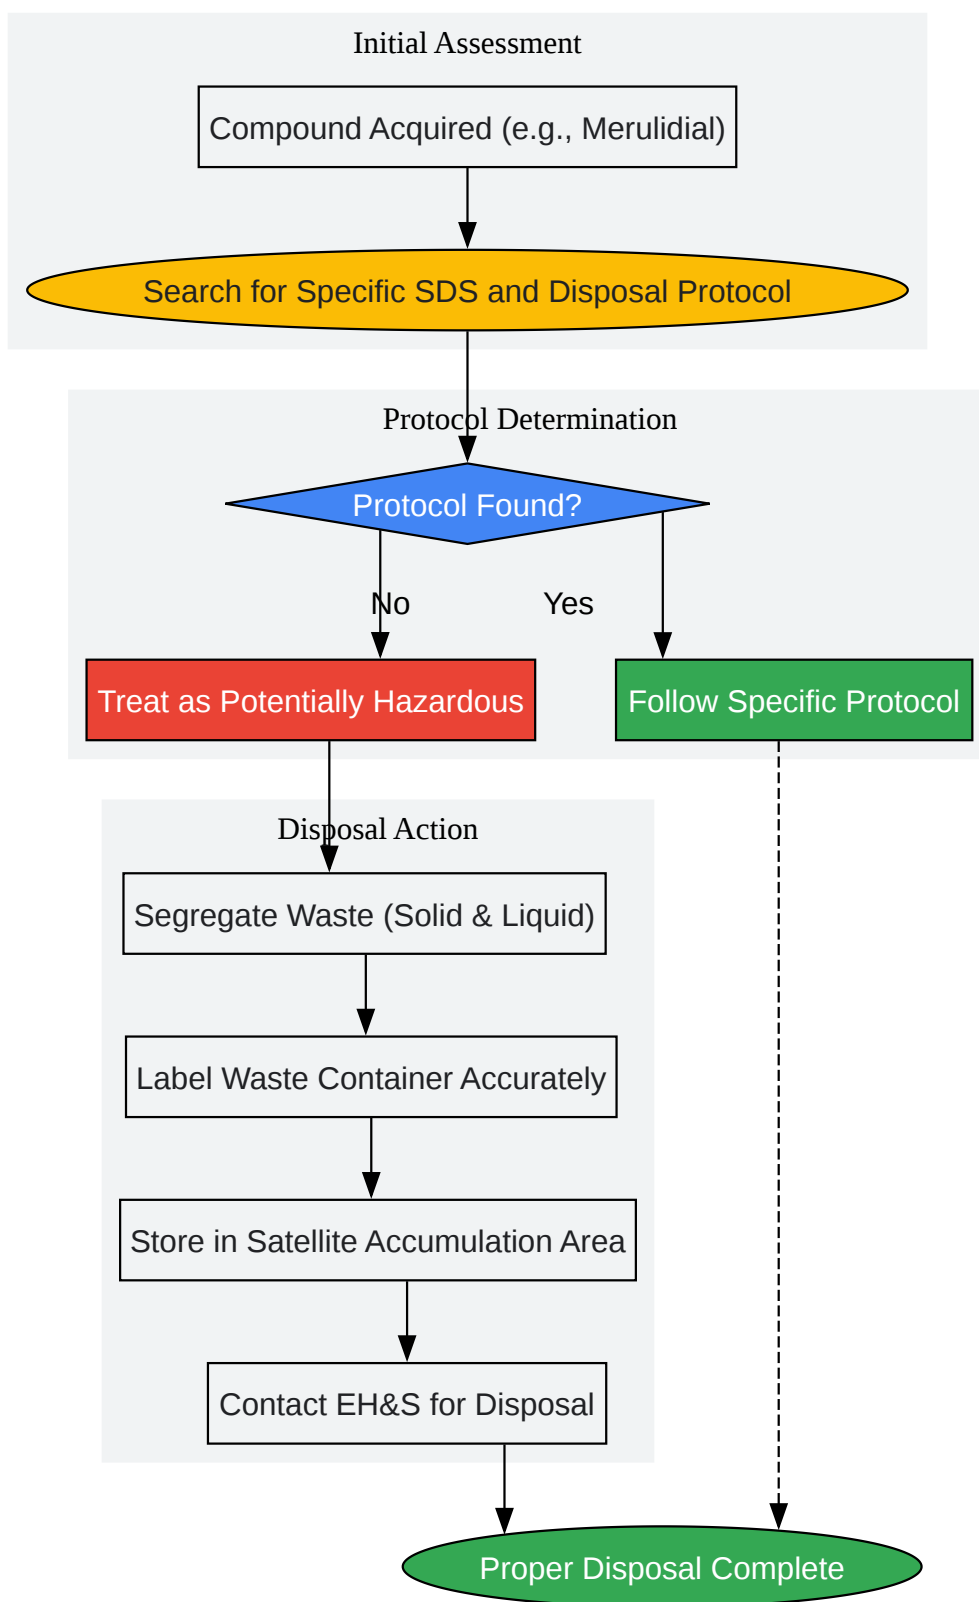 Initial Assessment
Compound Acquired (e.g., Merulidial)
Search for Specific SDS and Disposal Protocol
Protocol Determination
Protocol Found?
No
Yes
Treat as Potentially Hazardous
Follow Specific Protocol
Disposal Action
Segregate Waste (Solid & Liquid)
Label Waste Container Accurately
Store in Satellite Accumulation Area
Contact EH&S for Disposal
Proper Disposal Complete